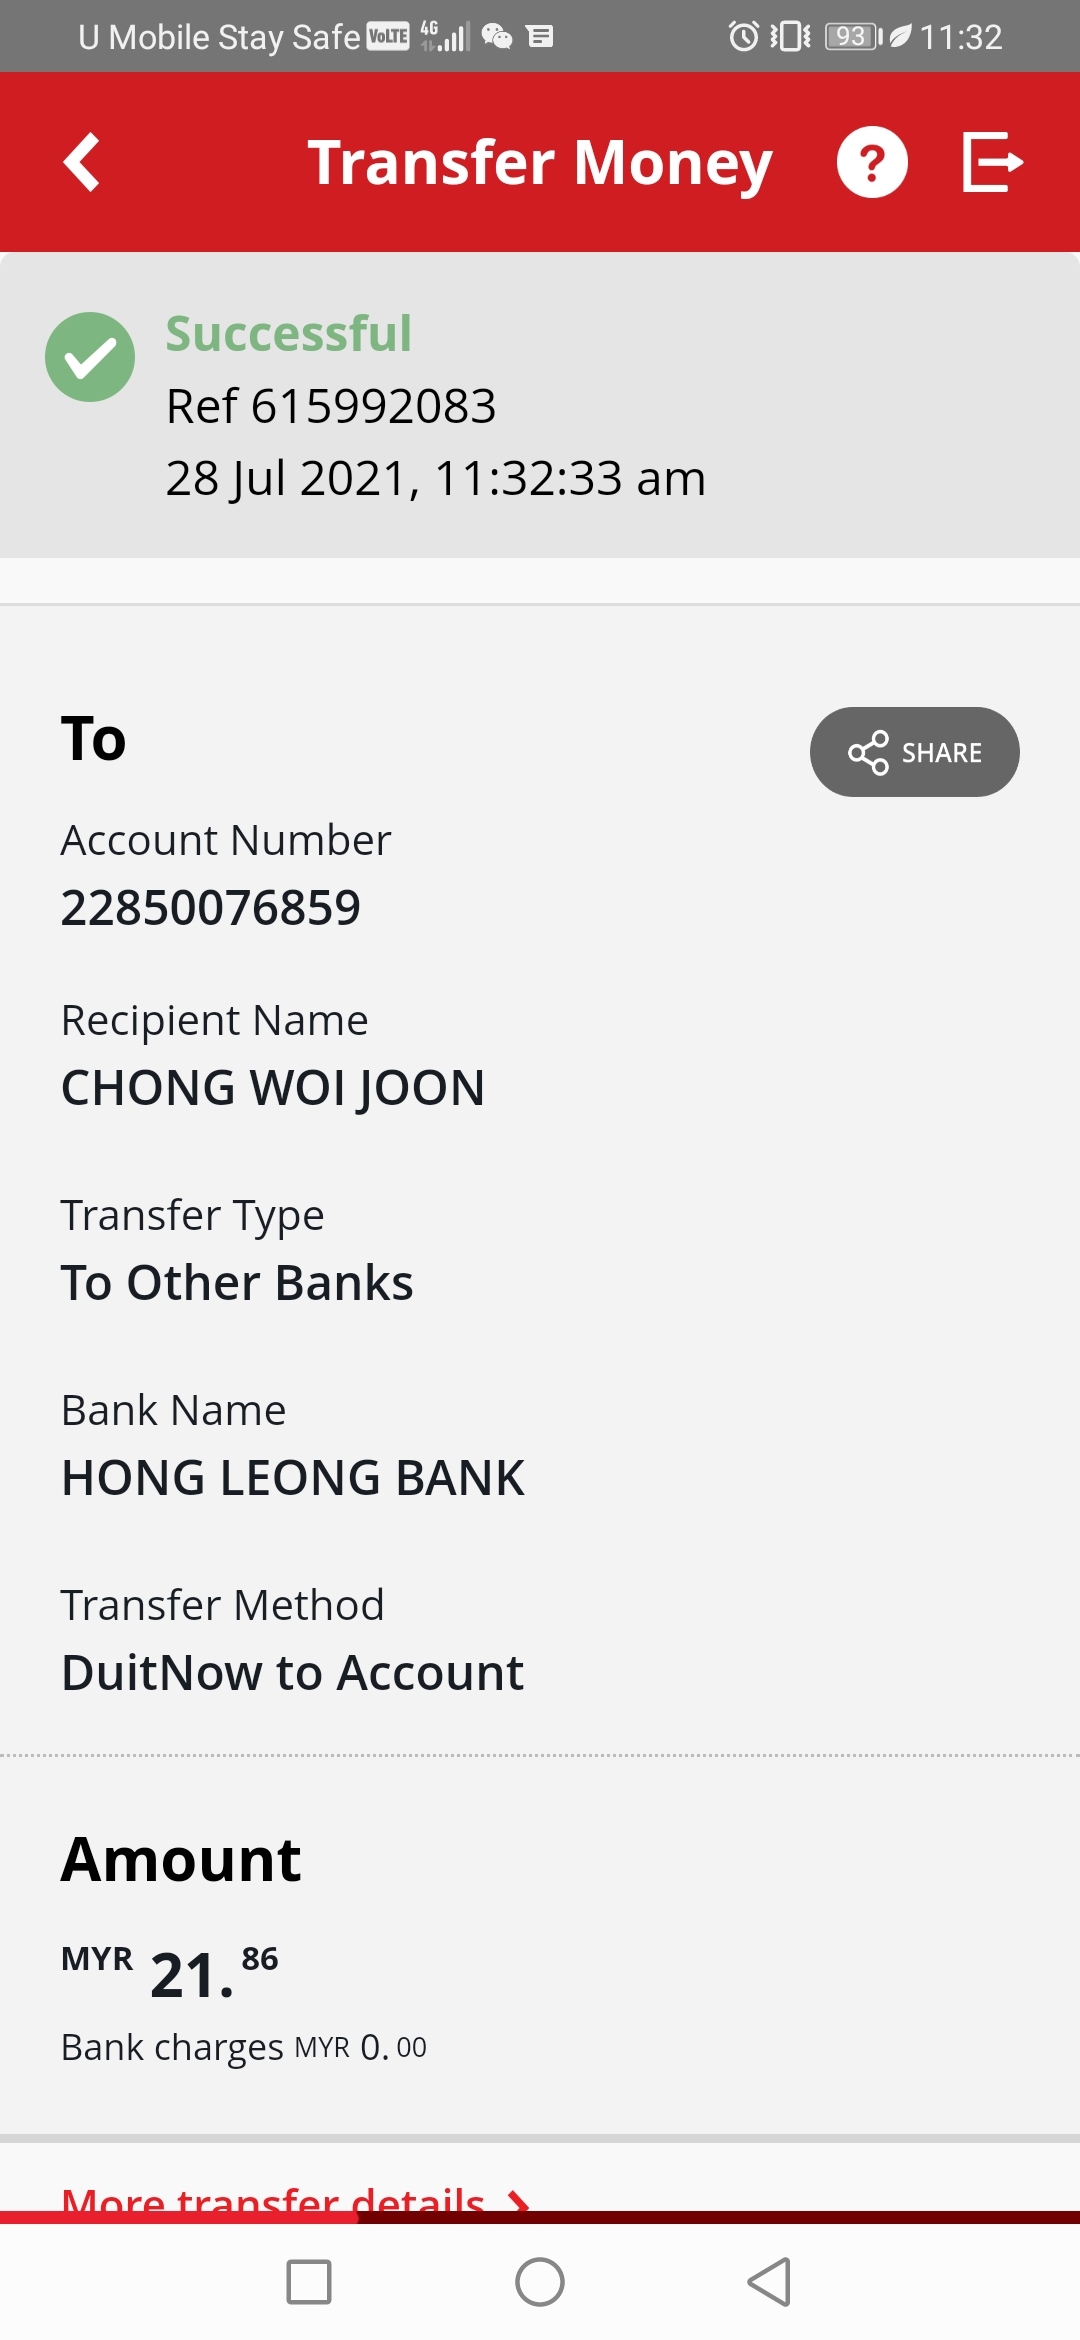 U Mobile Stay Safe VoLTE 4G 93 11:32
Transfer Money ?
Successful
Ref 615992083
28 Jul 2021, 11:32:33 am
To
SHARE
Account Number
22850076859
Recipient Name
CHONG WOI JOON
Transfer Type
To Other Banks
Bank Name
HONG LEONG BANK
Transfer Method
DuitNow to Account
Amount
MYR 21.86
Bank charges MYR 0.00
More transfer details